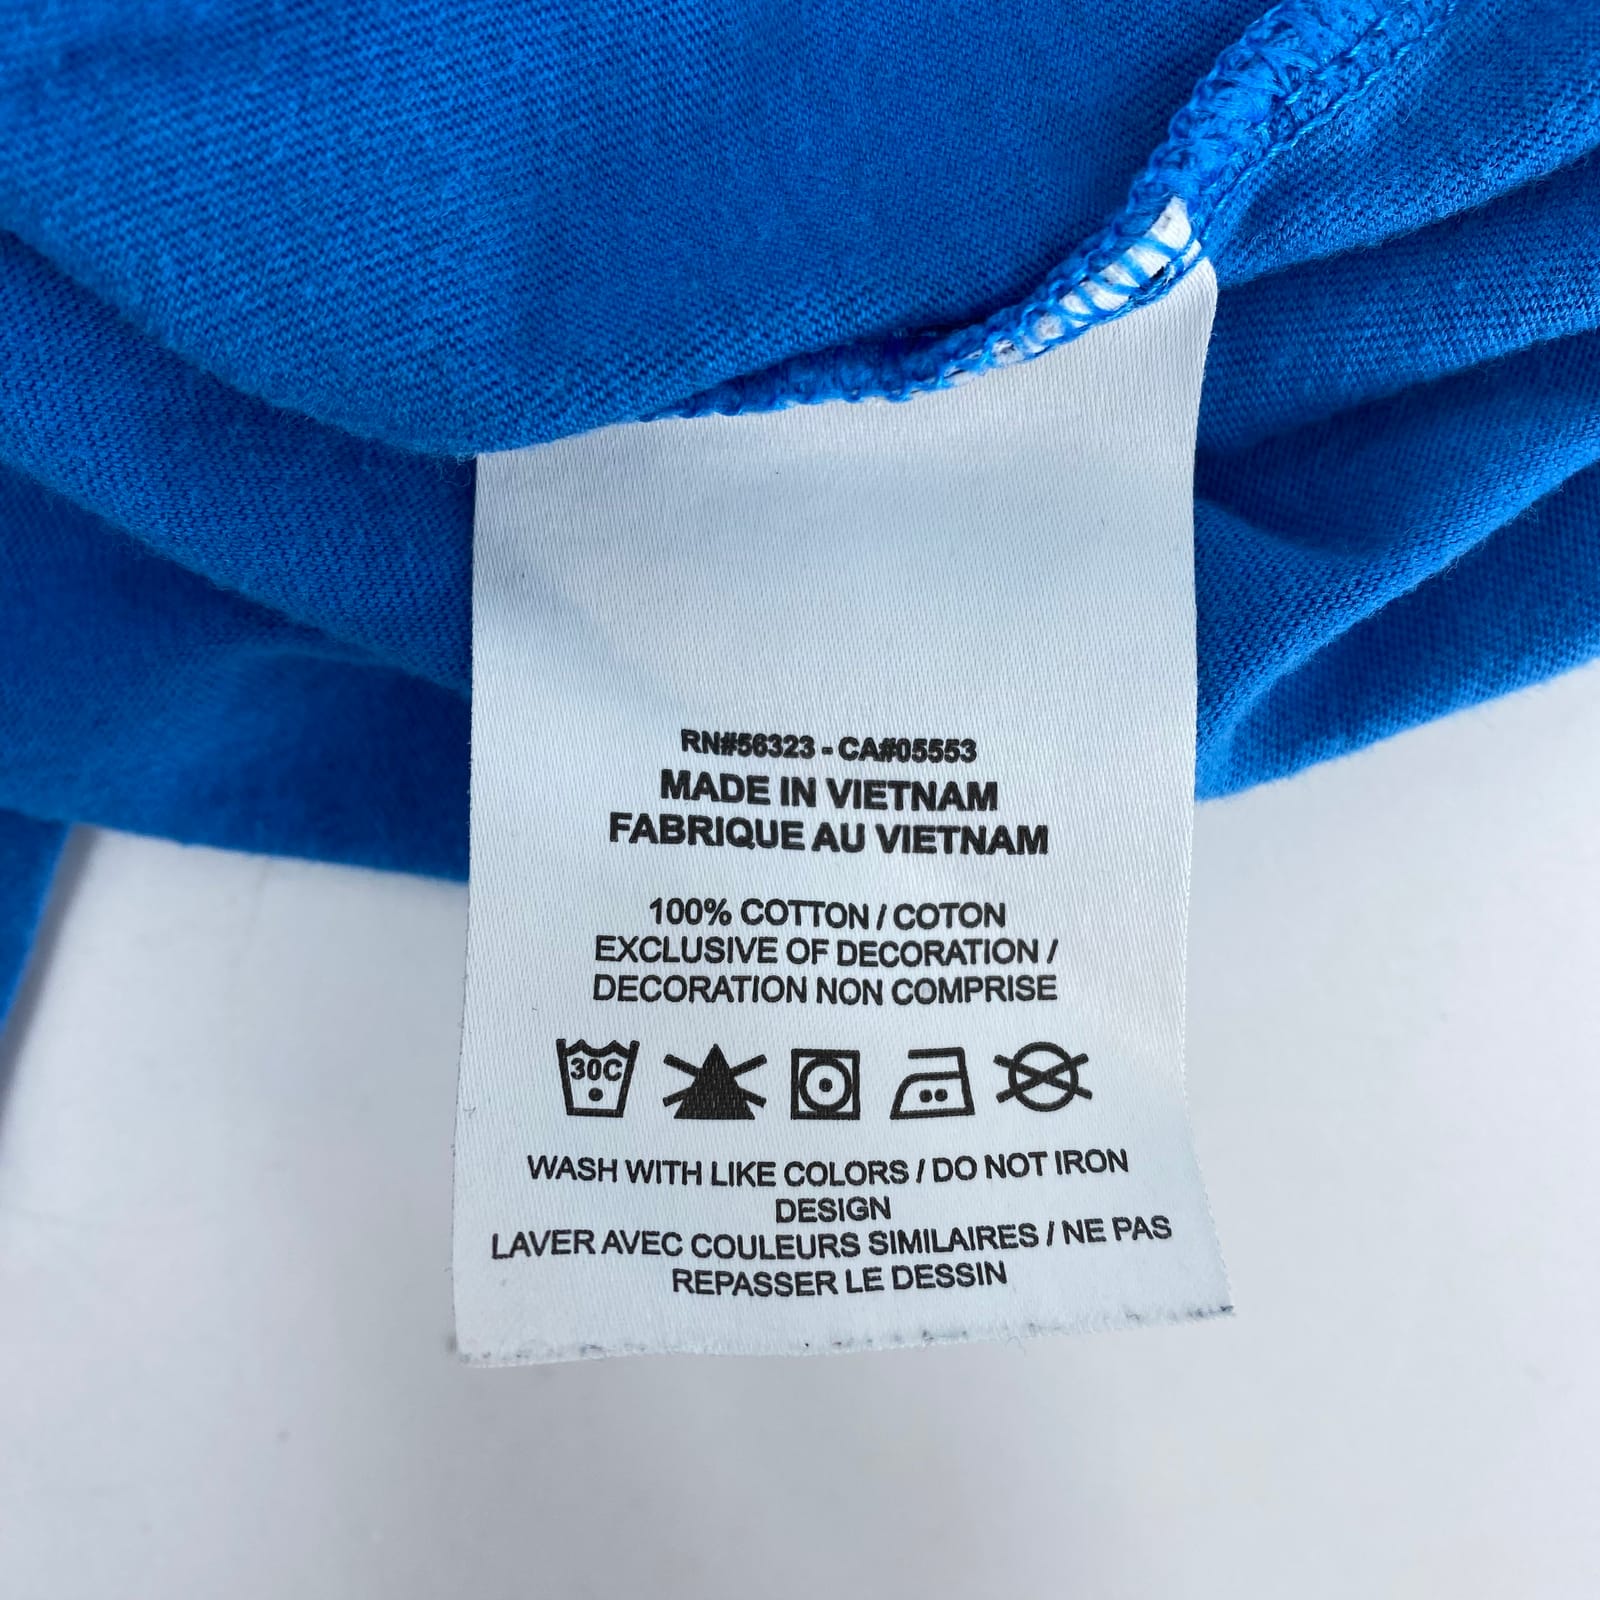 RN#56323 - CA#05553
MADE IN VIETNAM
FABRIQUE AU VIETNAM
100% COTTON / COTON
EXCLUSIVE OF DECORATION /
DECORATION NON COMPRISE
30C
WASH WITH LIKE COLORS / DO NOT IRON
DESIGN
LAVER AVEC COULEURS SIMILAIRES / NE PAS
REPASSER LE DESSIN